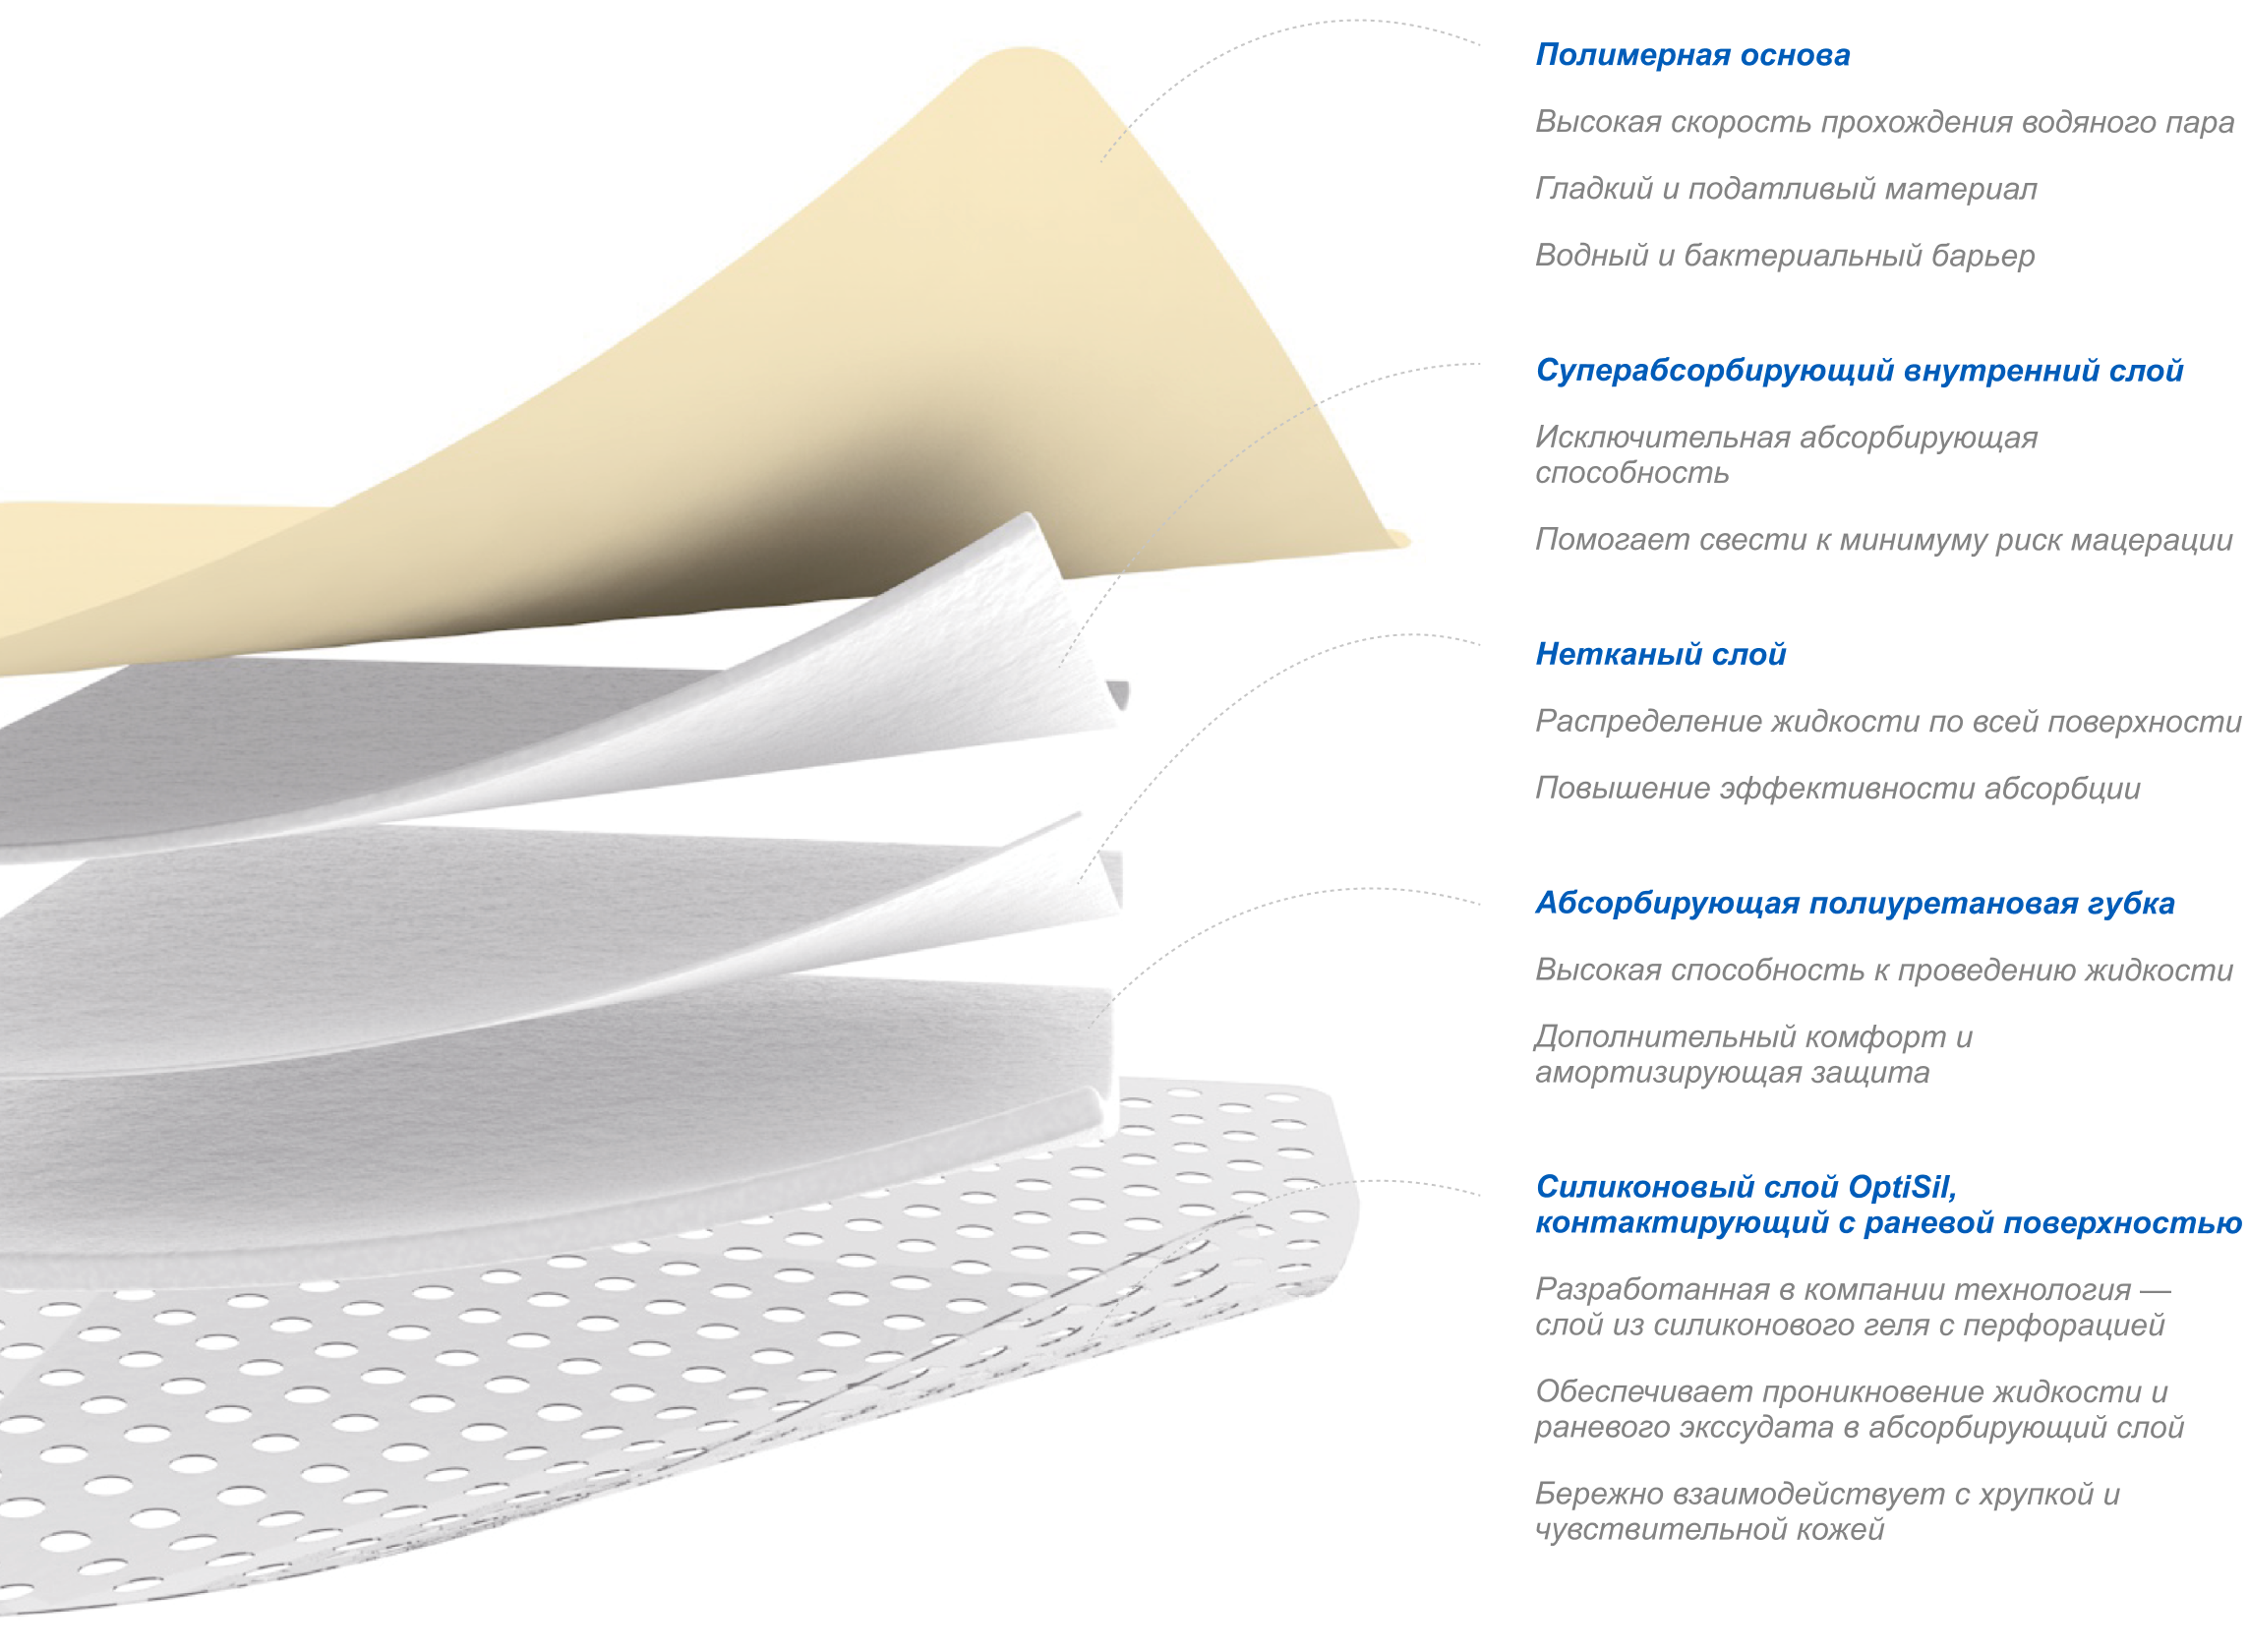 Полимерная основа
Высокая скорость прохождения водяного пара
Гладкий и податливый материал
Водный и бактериальный барьер
Суперабсорбирующий внутренний слой
Исключительная абсорбирующая
способность
Помогает свести к минимуму риск мацерации
Нетканый слой
Распределение жидкости по всей поверхности
Повышение эффективности абсорбции
Абсорбирующая полиуретановая губка
Высокая способность к проведению жидкости
Дополнительный комфорт и
амортизирующая защита
Силиконовый слой OptiSil,
контактирующий с раневой поверхностью
Разработанная в компании технология —
слой из силиконового геля с перфорацией
Обеспечивает проникновение жидкости и
раневого экссудата в абсорбирующий слой
Бережно взаимодействует с хрупкой и
чувствительной кожей